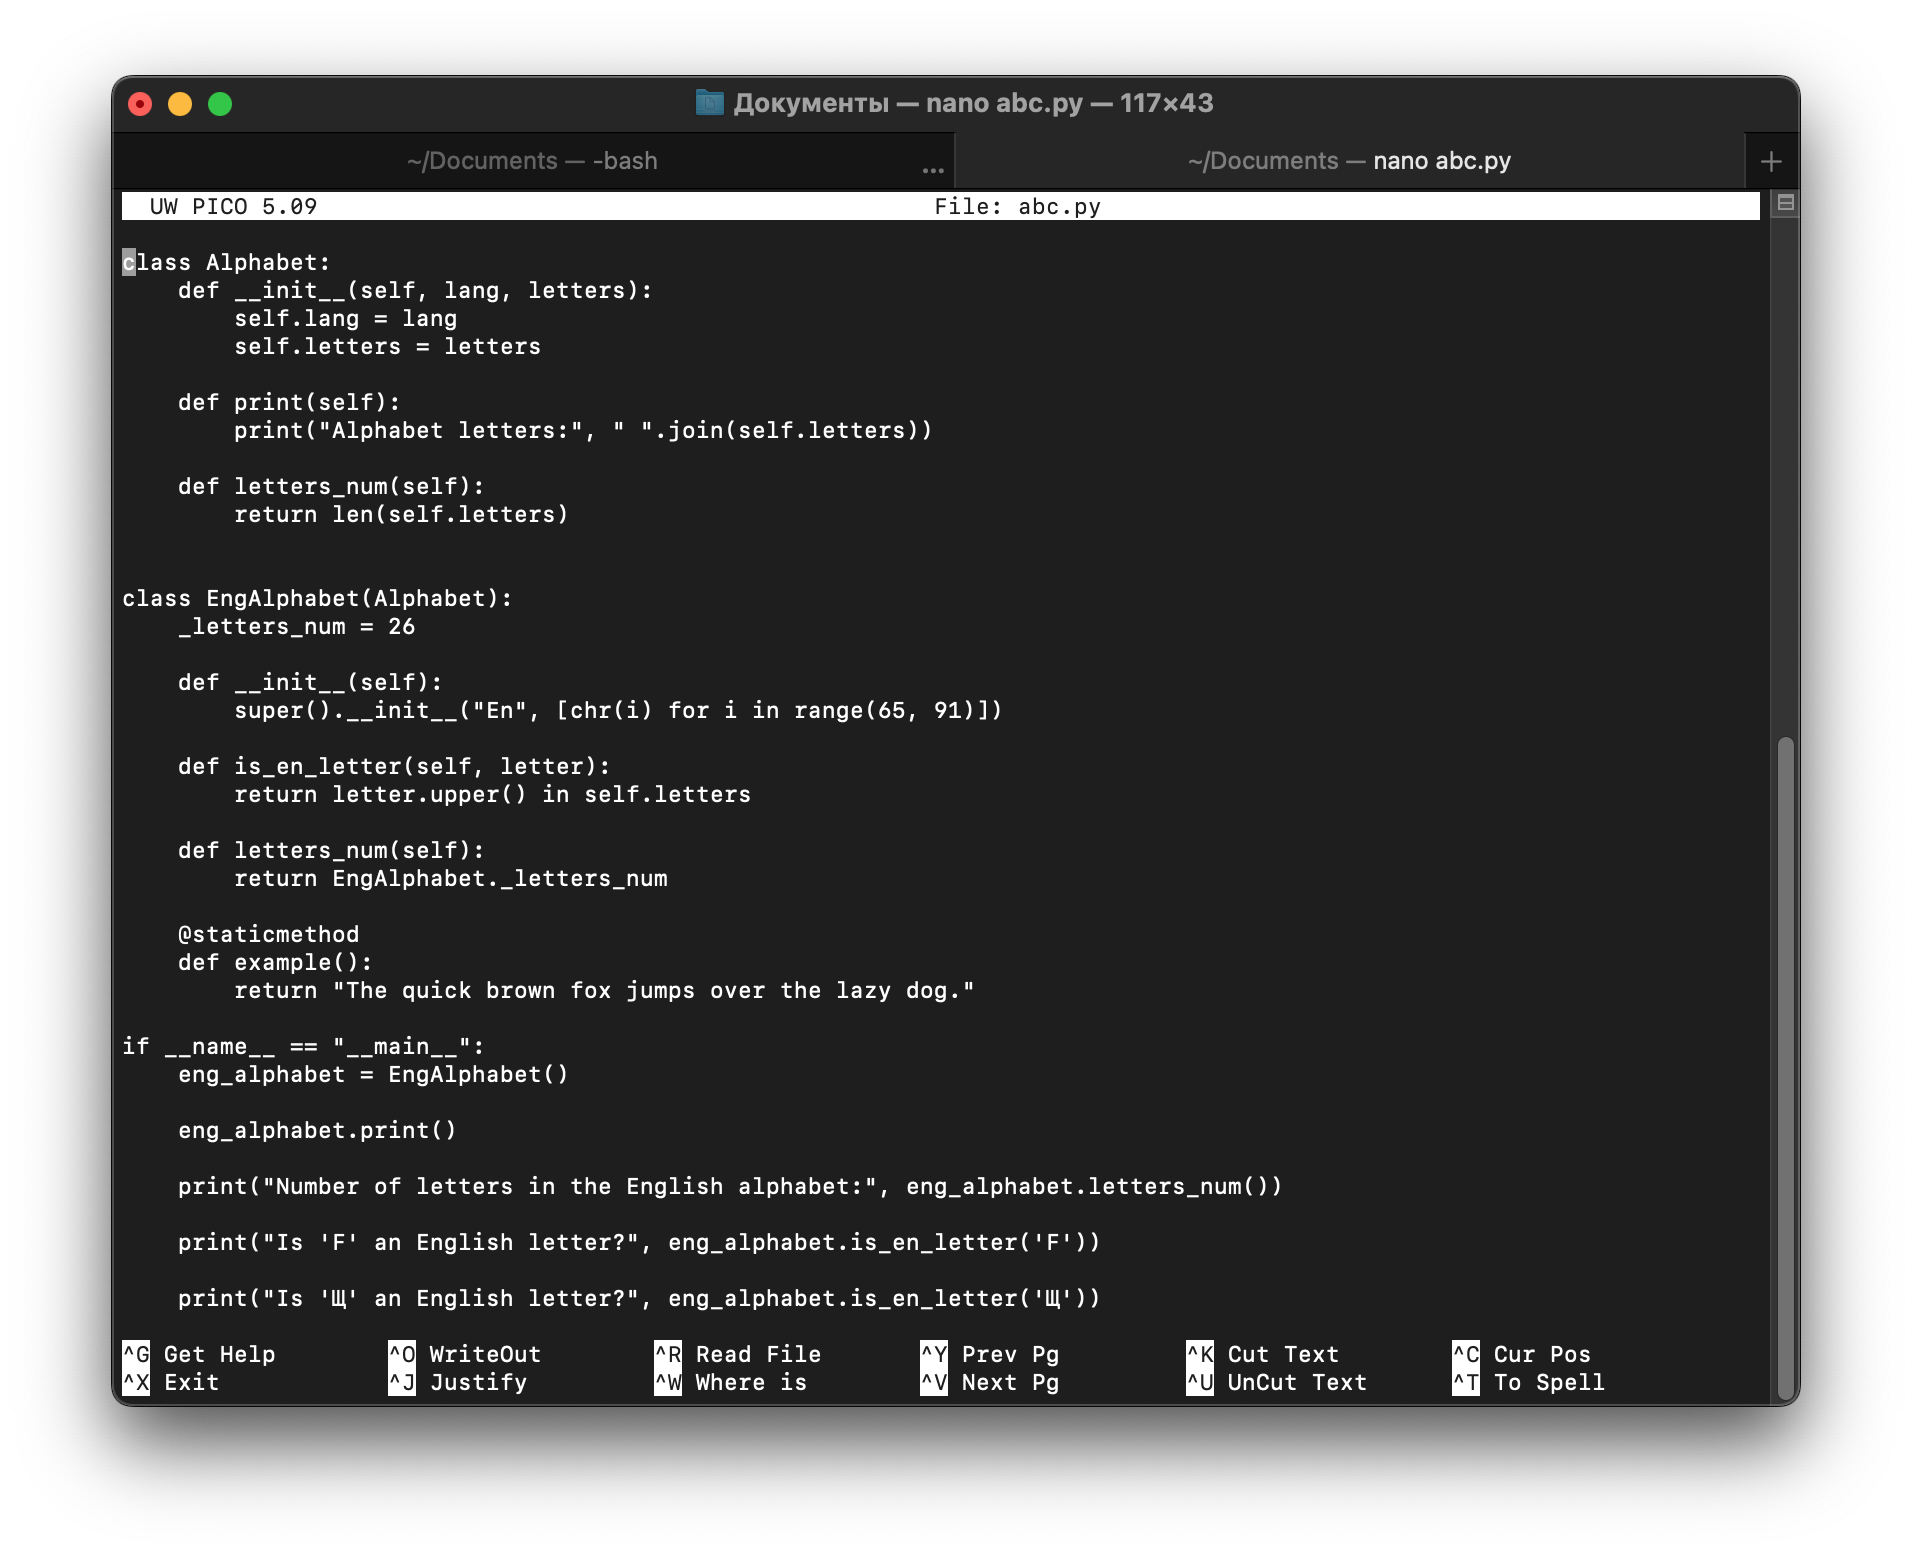 Документы — nano abc.py — 117×43
~/Documents — -bash ... ~/Documents — nano abc.py +
UW PICO 5.09 File: abc.py
class Alphabet:
    def __init__(self, lang, letters):
        self.lang = lang
        self.letters = letters
    def print(self):
        print("Alphabet letters:", " ".join(self.letters))
    def letters_num(self):
        return len(self.letters)
class EngAlphabet(Alphabet):
    _letters_num = 26
    def __init__(self):
        super().__init__("En", [chr(i) for i in range(65, 91)])
    def is_en_letter(self, letter):
        return letter.upper() in self.letters
    def letters_num(self):
        return EngAlphabet._letters_num
    @staticmethod
    def example():
        return "The quick brown fox jumps over the lazy dog."
if __name__ == "__main__":
    eng_alphabet = EngAlphabet()
    eng_alphabet.print()
    print("Number of letters in the English alphabet:", eng_alphabet.letters_num())
    print("Is 'F' an English letter?", eng_alphabet.is_en_letter('F'))
    print("Is 'Щ' an English letter?", eng_alphabet.is_en_letter('Щ'))
^G Get Help ^O WriteOut ^R Read File ^Y Prev Pg ^K Cut Text ^C Cur Pos
^X Exit ^J Justify ^W Where is ^V Next Pg ^U UnCut Text ^T To Spell